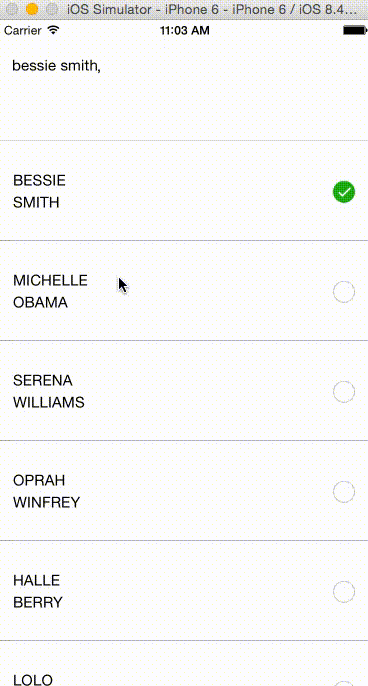 iOS Simulator - iPhone 6 - iPhone 6 / iOS 8.4...
Carrier 11:03 AM
bessie smith,
BESSIE
SMITH
MICHELLE
OBAMA
SERENA
WILLIAMS
OPRAH
WINFREY
HALLE
BERRY
LOLO